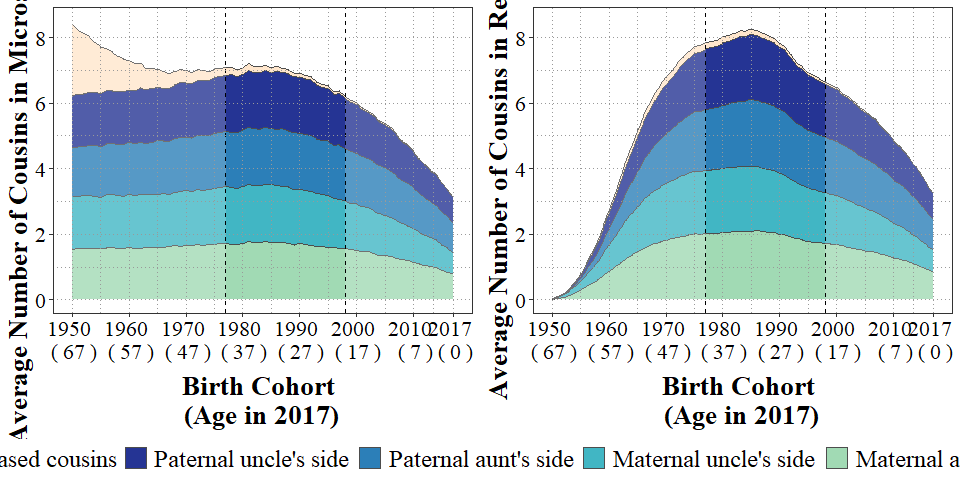 Average Number of Cousins in
8
6
4
2
0
1950 1960 1970 1980 1990 2000 2010 2017
( 67 ) ( 57 ) ( 47 ) ( 37 ) ( 27 ) ( 17 ) ( 7 ) ( 0 )
Birth Cohort
(Age in 2017)
Average Number of Cousins in
8
6
4
2
0
1950 1960 1970 1980 1990 2000 2010 2017
( 67 ) ( 57 ) ( 47 ) ( 37 ) ( 27 ) ( 17 ) ( 7 ) ( 0 )
Birth Cohort
(Age in 2017)
cousins Paternal uncle's side Paternal aunt's side Maternal uncle's side Maternal